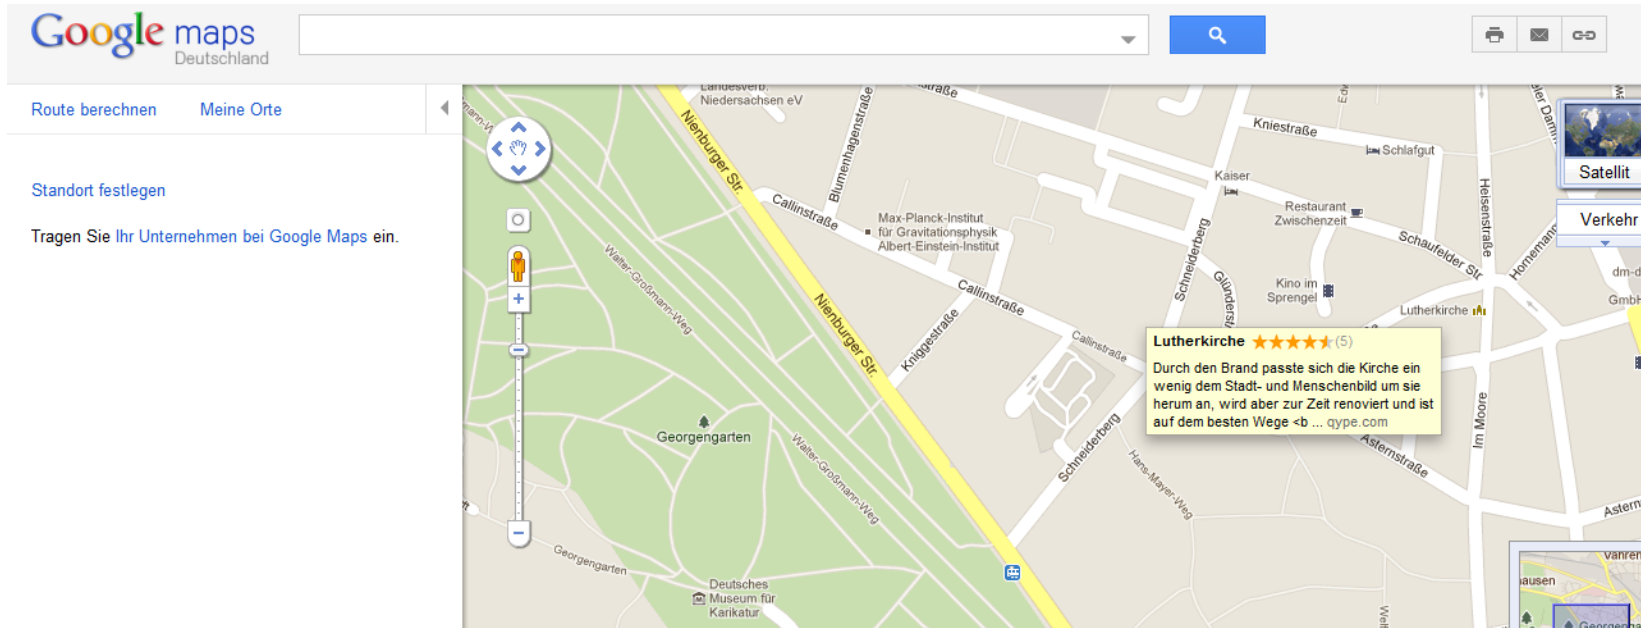 Google maps
Deutschland
Route berechnen
Meine Orte
Standort festlegen
Tragen Sie Ihr Unternehmen bei Google Maps ein.
Landesverb.
Niedersachsen eV
Nienburger Str.
Blumenhagenstraße
Callinstraße
Max-Planck-Institut
für Gravitationsphysik
Albert-Einstein-Institut
Kniestraße
Schlafgut
Kaiser
Restaurant
Zwischenzeit
Heisenstraße
Satellit
Verkehr
Schaufelder Str.
Schneiderberg
Kino im
Sprengel
Lutherkirche
Walter-Großmann-Weg
Nienburger Str.
Callinstraße
Kniggestraße
Callinstraße
Lutherkirche (5)
Durch den Brand passte sich die Kirche ein
wenig dem Stadt- und Menschenbild um sie
herum an, wird aber zur Zeit renoviert und ist
auf dem besten Wege <b ... qype.com
Georgengarten
Walter-Großmann-Weg
Schneiderberg
Hans-Mayer-Weg
Im Moore
Asternstraße
Georgengarten
Deutsches
Museum für
Karikatur